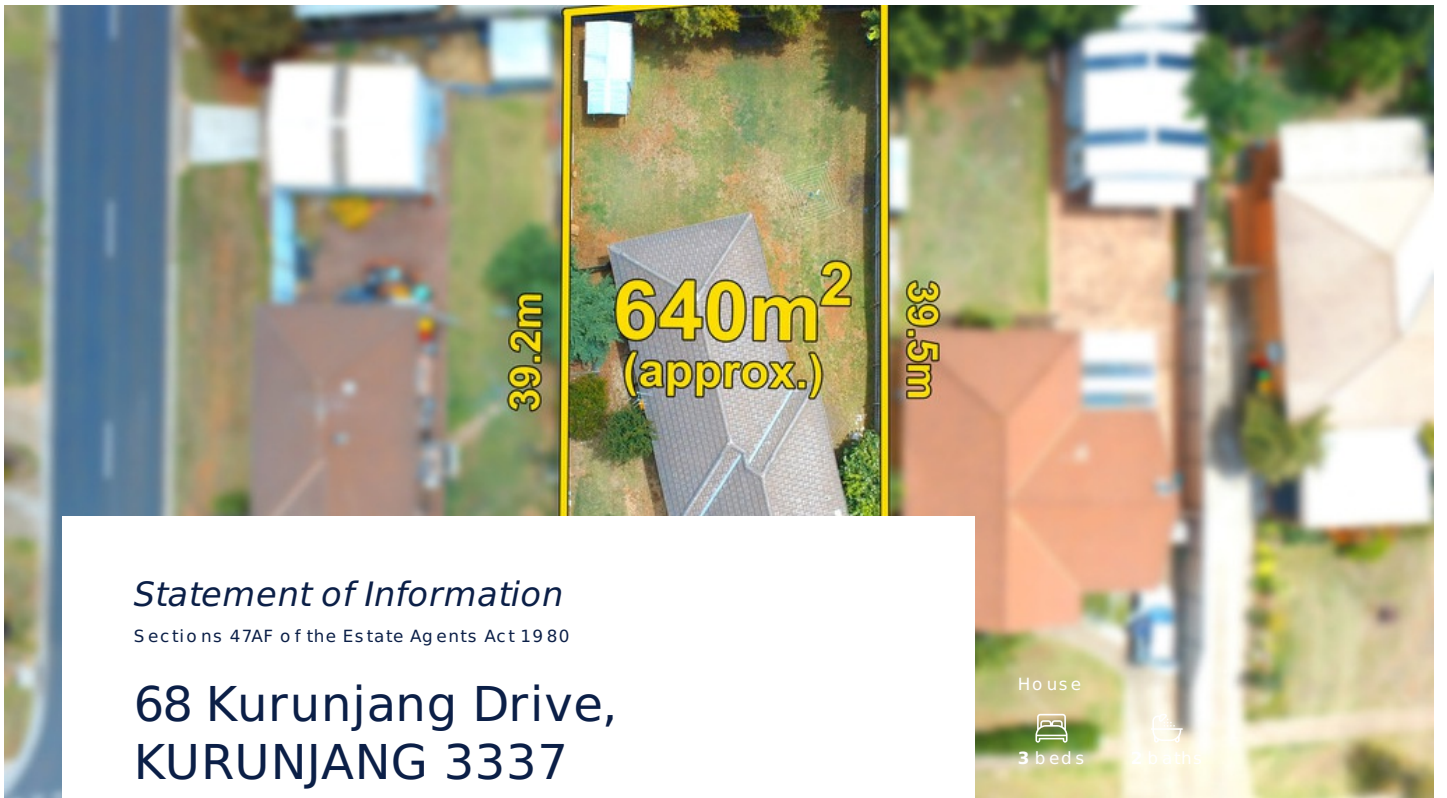 640m²
(approx.)
39.2m
39.5m
Statement of Information
Sections 47AF of the Estate Agents Act 1980
68 Kurunjang Drive,
KURUNJANG 3337
House
3 beds